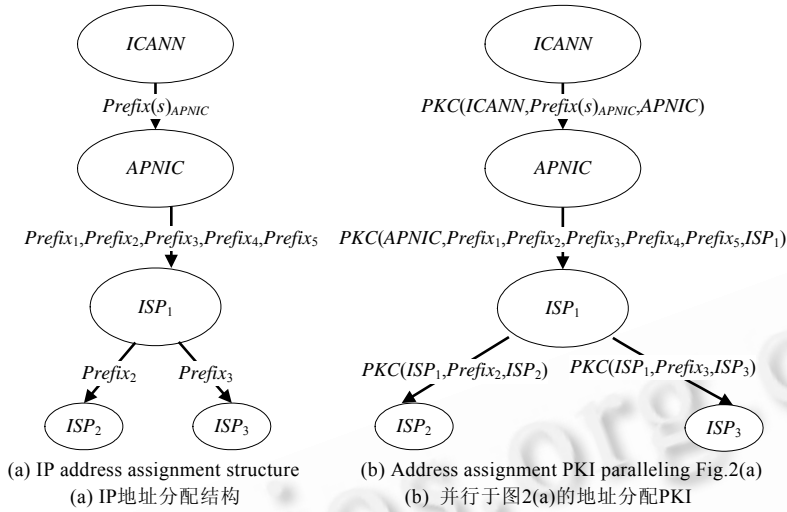 ICANN
Prefix(s)APNIC
APNIC
Prefix1,Prefix2,Prefix3,Prefix4,Prefix5
ISP1
Prefix2
Prefix3
ISP2
ISP3
(a) IP address assignment structure
(a) IP地址分配结构
ICANN
PKC(ICANN,Prefix(s)APNIC,APNIC)
APNIC
PKC(APNIC,Prefix1,Prefix2,Prefix3,Prefix4,Prefix5,ISP1)
ISP1
PKC(ISP1,Prefix2,ISP2)
PKC(ISP1,Prefix3,ISP3)
ISP2
ISP3
(b) Address assignment PKI paralleling Fig.2(a)
(b) 并行于图2(a)的地址分配PKI